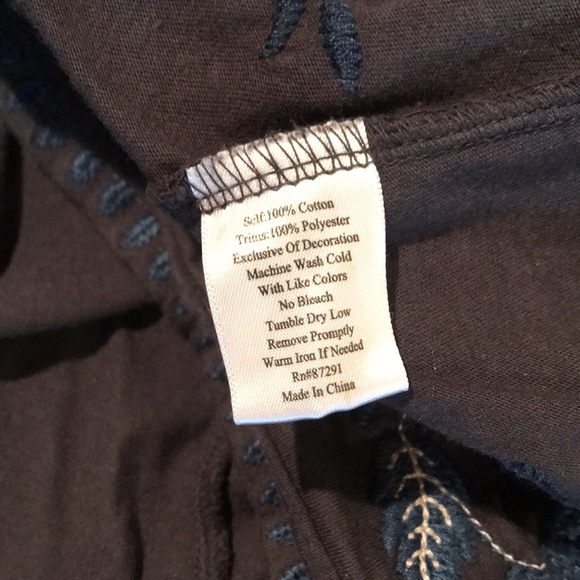 Self:100% Cotton
Trims:100% Polyester
Exclusive Of Decoration
Machine Wash Cold
With Like Colors
No Bleach
Tumble Dry Low
Remove Promptly
Warm Iron If Needed
Rn#87291
Made In China